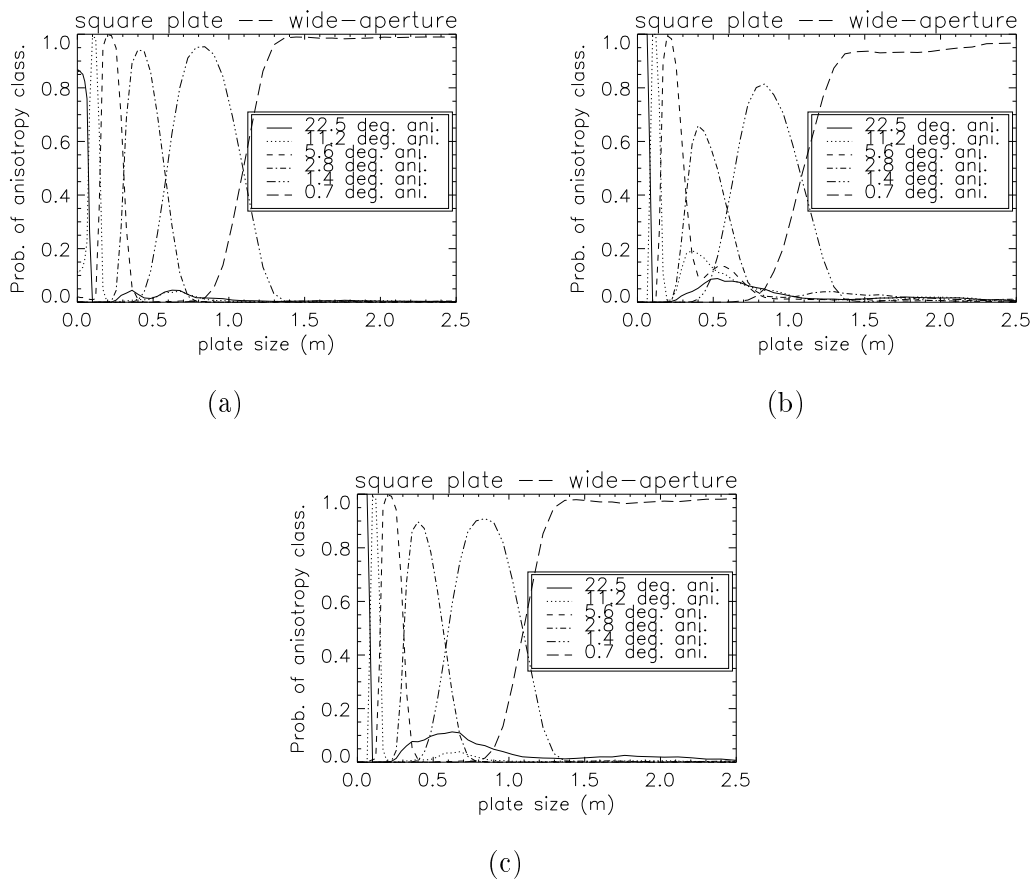 square plate -- wide-aperture
Prob. of anisotropy class.
1.0
0.8
0.6
0.4
0.2
0.0
22.5 deg. ani.
11.2 deg. ani.
5.6 deg. ani.
2.8 deg. ani.
1.4 deg. ani.
0.7 deg. ani.
0.0 0.5 1.0 1.5 2.0 2.5
plate size (m)
(a)
square plate -- wide-aperture
Prob. of anisotropy class.
1.0
0.8
0.6
0.4
0.2
0.0
22.5 deg. ani.
11.2 deg. ani.
5.6 deg. ani.
2.8 deg. ani.
1.4 deg. ani.
0.7 deg. ani.
0.0 0.5 1.0 1.5 2.0 2.5
plate size (m)
(b)
square plate -- wide-aperture
Prob. of anisotropy class.
1.0
0.8
0.6
0.4
0.2
0.0
22.5 deg. ani.
11.2 deg. ani.
5.6 deg. ani.
2.8 deg. ani.
1.4 deg. ani.
0.7 deg. ani.
0.0 0.5 1.0 1.5 2.0 2.5
plate size (m)
(c)